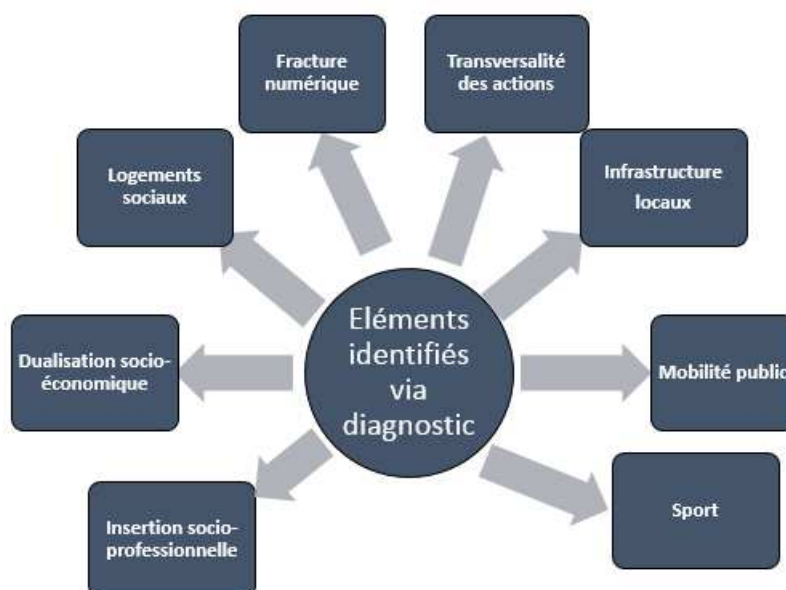 Fracture
numérique
Transversalité
des actions
Logements
sociaux
Infrastructure
locaux
Eléments
identifiés
via
diagnostic
Dualisation socio-
économique
Mobilité public
Insertion socio-
professionnelle
Sport